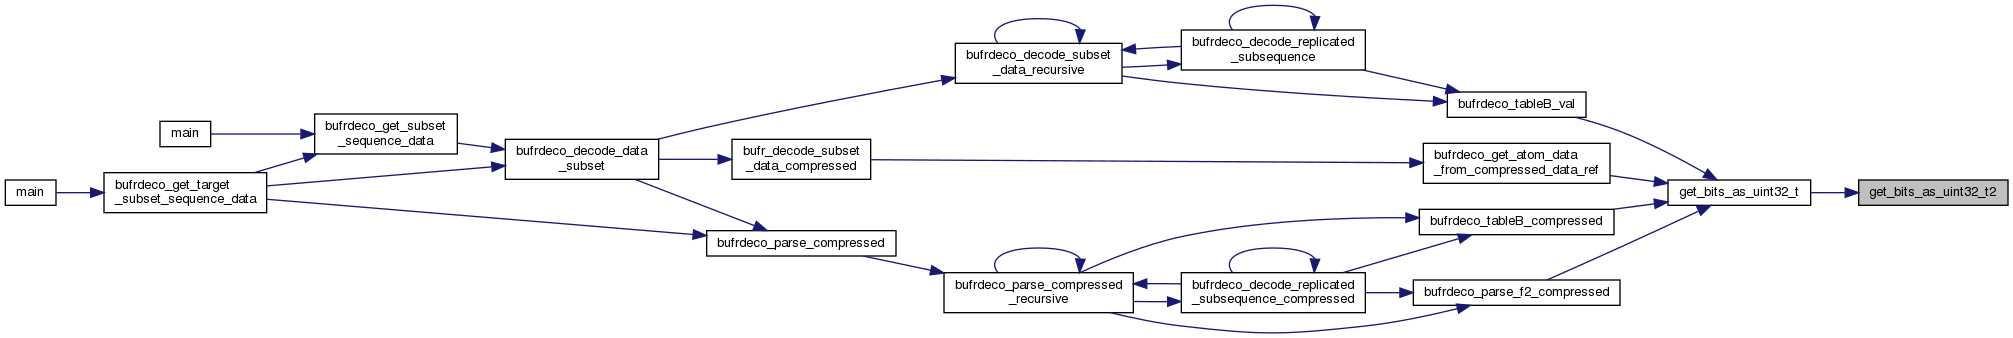 main
bufrdeco_get_target
_subset_sequence_data
main
bufrdeco_get_subset
_sequence_data
bufrdeco_decode_data
_subset
bufrdeco_decode_subset
_data_recursive
bufr_decode_subset
_data_compressed
bufrdeco_parse_compressed
bufrdeco_parse_compressed
_recursive
bufrdeco_decode_replicated
_subsequence
bufrdeco_decode_replicated
_subsequence_compressed
bufrdeco_tableB_val
bufrdeco_get_atom_data
_from_compressed_data_ref
bufrdeco_tableB_compressed
bufrdeco_parse_f2_compressed
get_bits_as_uint32_t
get_bits_as_uint32_t2